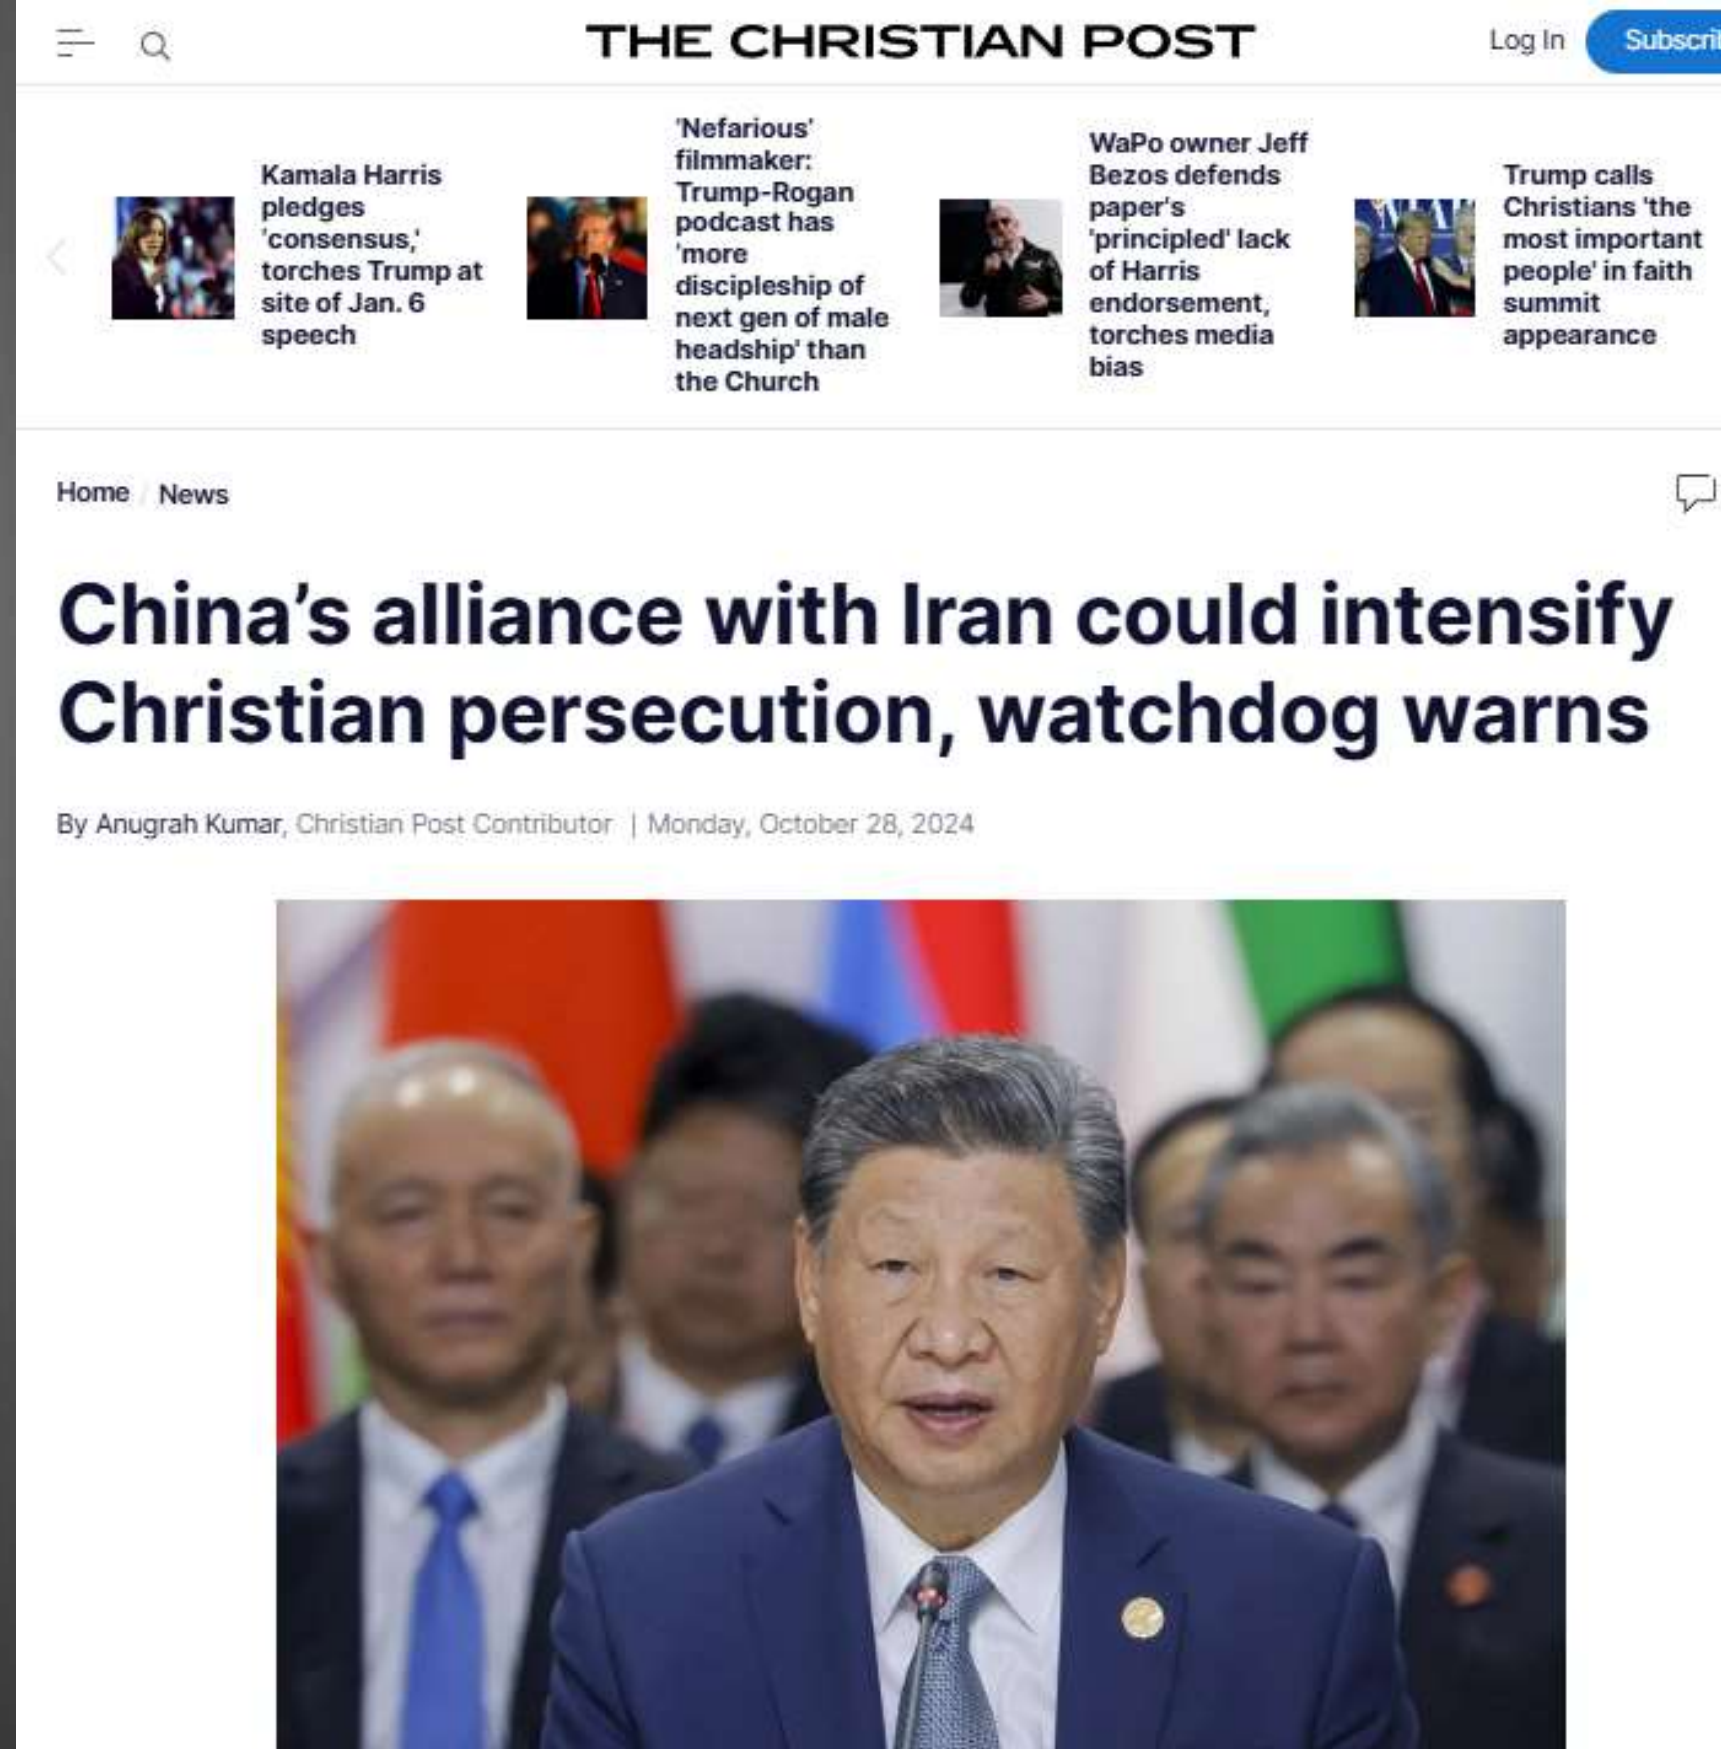 THE CHRISTIAN POST
Log In
Kamala Harris
pledges
'consensus,'
torches Trump at
site of Jan. 6
speech
'Nefarious'
filmmaker:
Trump-Rogan
podcast has
'more
discipleship of
next gen of male
headship' than
the Church
WaPo owner Jeff
Bezos defends
paper's
'principled' lack
of Harris
endorsement,
torches media
bias
Trump calls
Christians 'the
most important
people' in faith
summit
appearance
Home / News
China’s alliance with Iran could intensify
Christian persecution, watchdog warns
By Anugrah Kumar, Christian Post Contributor | Monday, October 28, 2024